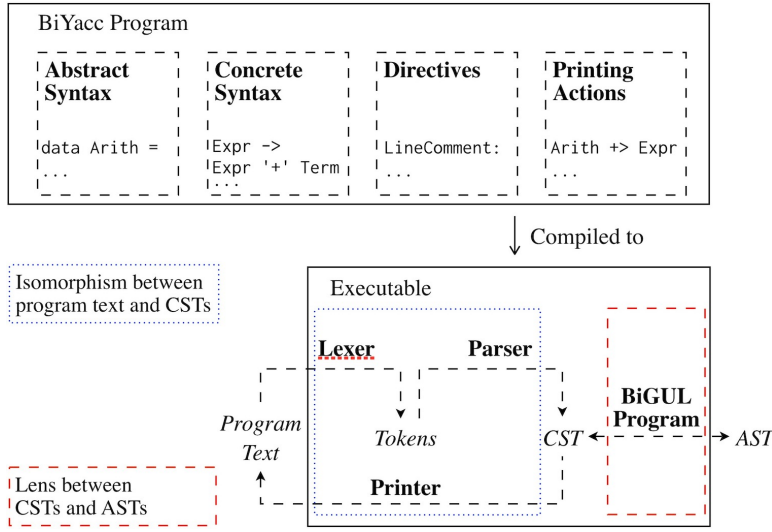 BiYacc Program
Abstract
Syntax
data Arith =
...
Concrete
Syntax
Expr ->
Expr '+' Term
...
Directives
LineComment:
...
Printing
Actions
Arith +> Expr
...
Compiled to
Isomorphism between
program text and CSTs
Executable
Lexer
Parser
BiGUL
Program
Program
Text
Tokens
CST
AST
Printer
Lens between
CSTs and ASTs